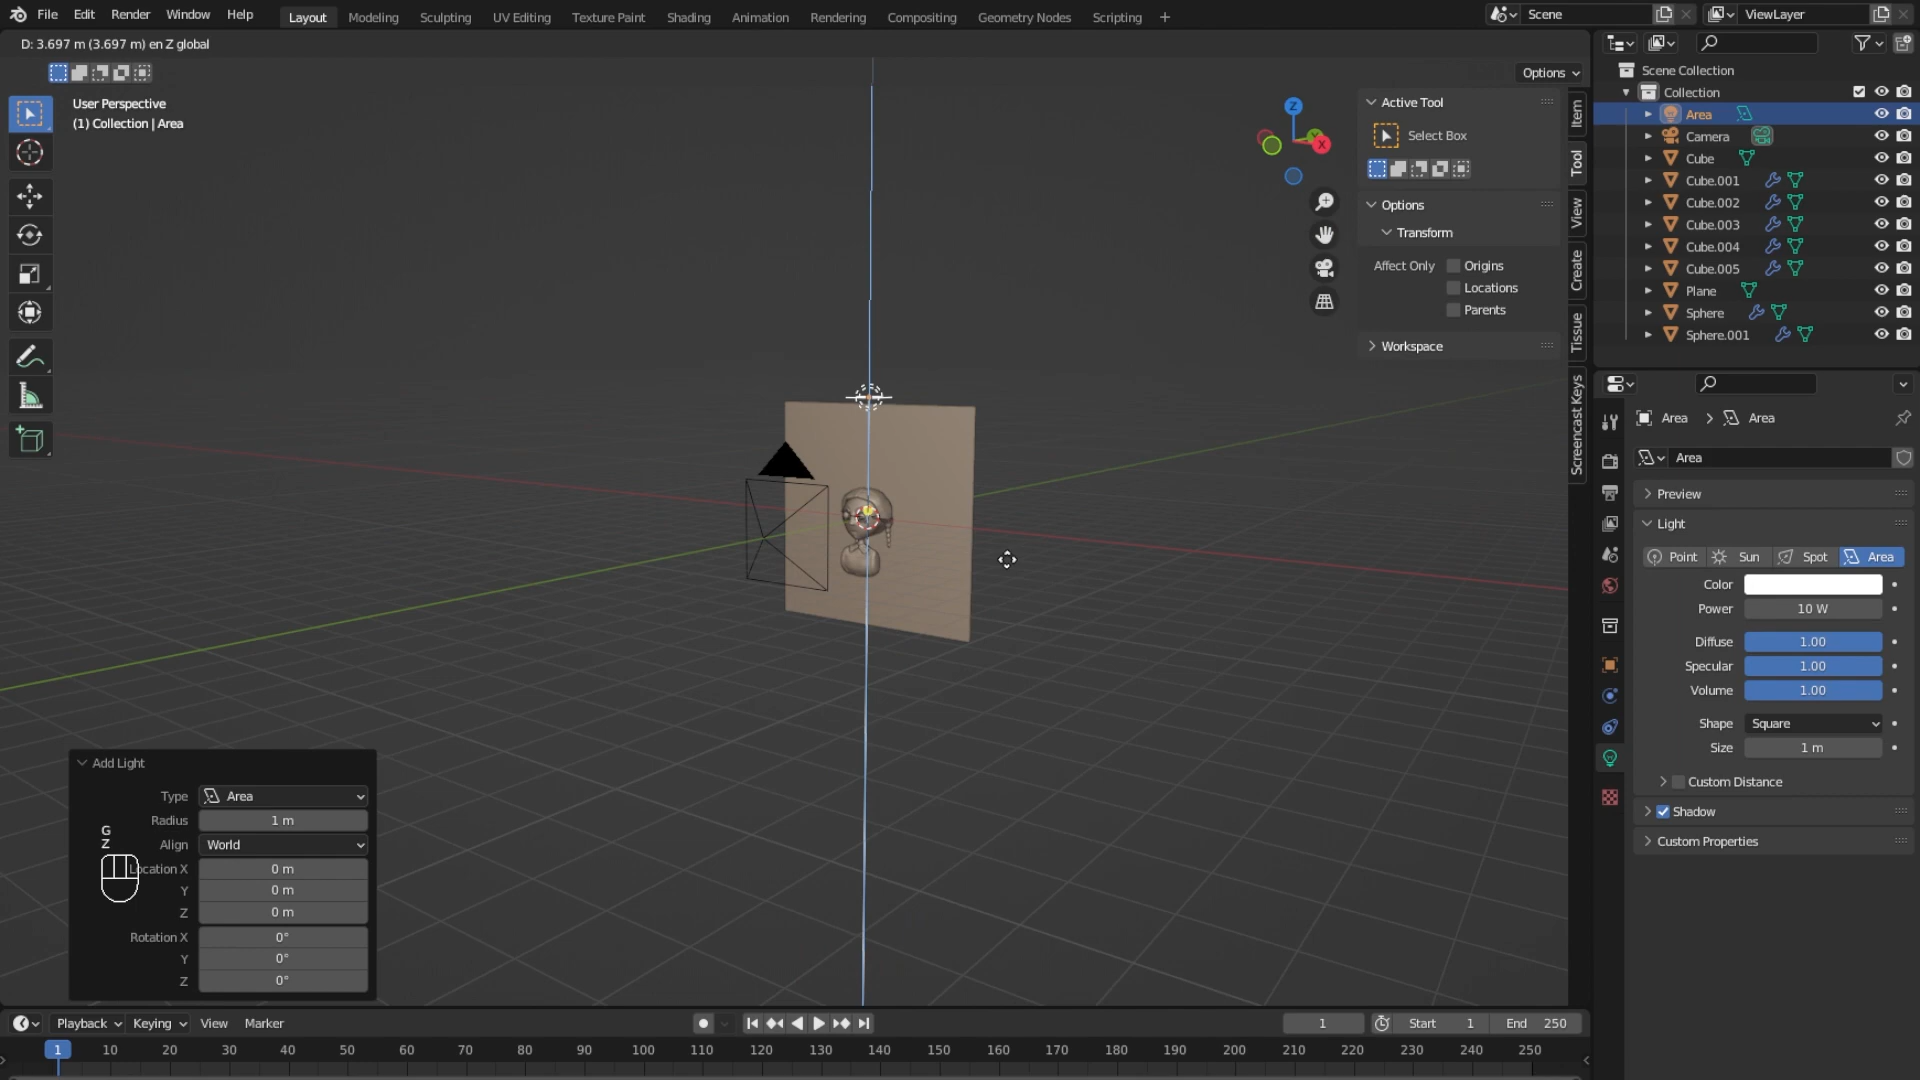 File Edit Render Window Help Layout Modeling Sculpting UV Editing Texture Paint Shading Animation Rendering Compositing Geometry Nodes Scripting + Scene ViewLayer
D: 3.697 m (3.697 m) en Z global
Options
User Perspective
(1) Collection | Area
Z
Y
X
Active Tool
Select Box
Options
Transform
Affect Only Origins
Locations
Parents
Workspace
Item
Tool
View
Create
Tissue
Screencast Keys
Scene Collection
Collection
Area
Camera
Cube
Cube.001
Cube.002
Cube.003
Cube.004
Cube.005
Plane
Sphere
Sphere.001
Area > Area
Area
Preview
Light
Point Sun Spot Area
Color
Power 10 W
Diffuse 1.00
Specular 1.00
Volume 1.00
Shape Square
Size 1 m
Custom Distance
Shadow
Custom Properties
Add Light
Type Area
Radius 1 m
Align World
Location X 0 m
Y 0 m
Z 0 m
Rotation X 0°
Y 0°
Z 0°
G
Z
Playback Keying View Marker 1 Start 1 End 250
1 10 20 30 40 50 60 70 80 90 100 110 120 130 140 150 160 170 180 190 200 210 220 230 240 250